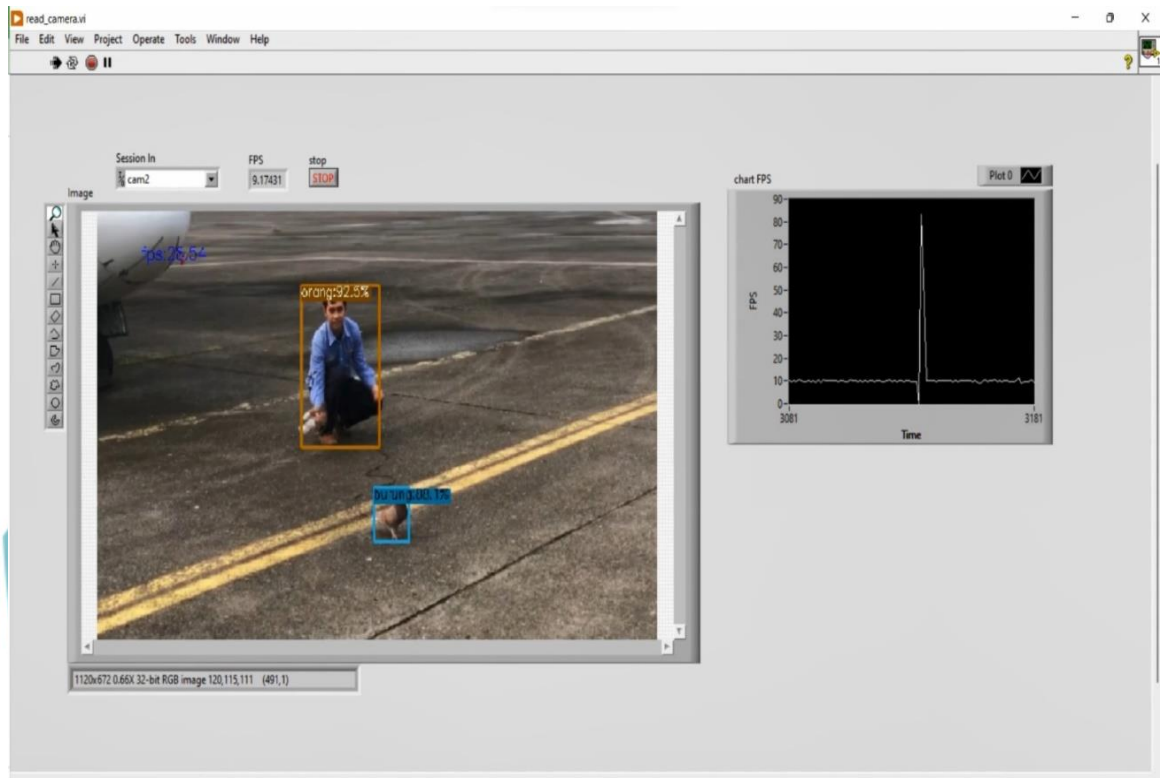 read_camera.vi
File Edit View Project Operate Tools Window Help
Session In
cam2
FPS
9.17431
stop
STOP
Image
orang:92.5%
chart FPS
Plot 0
90
80
70
60
50
40
30
20
10
0
FPS
3081
3181
Time
1120x672 0.66X 32-bit RGB image 120,115,111 (491,1)